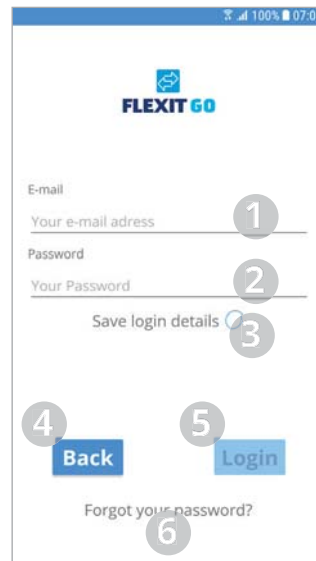 100% 07:0
FLEXIT GO
E-mail
Your e-mail adress 1
Password
Your Password 2
Save login details 3
4 5
Back Login
Forgot your password?
6